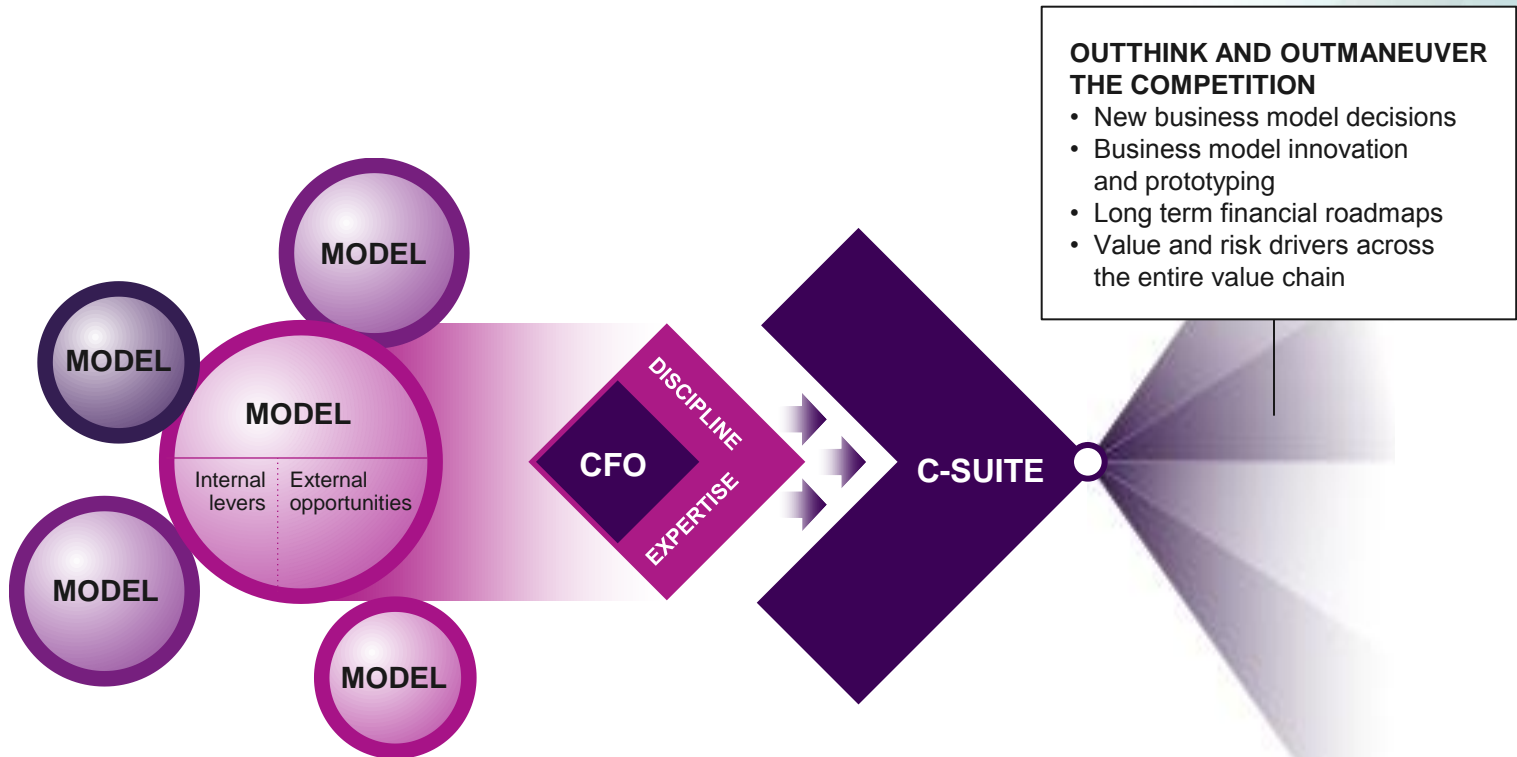 OUTTHINK AND OUTMANEUVER
THE COMPETITION
• New business model decisions
• Business model innovation
and prototyping
• Long term financial roadmaps
• Value and risk drivers across
the entire value chain
MODEL
MODEL
MODEL
Internal
levers
External
opportunities
MODEL
MODEL
CFO
DISCIPLINE
EXPERTISE
C-SUITE